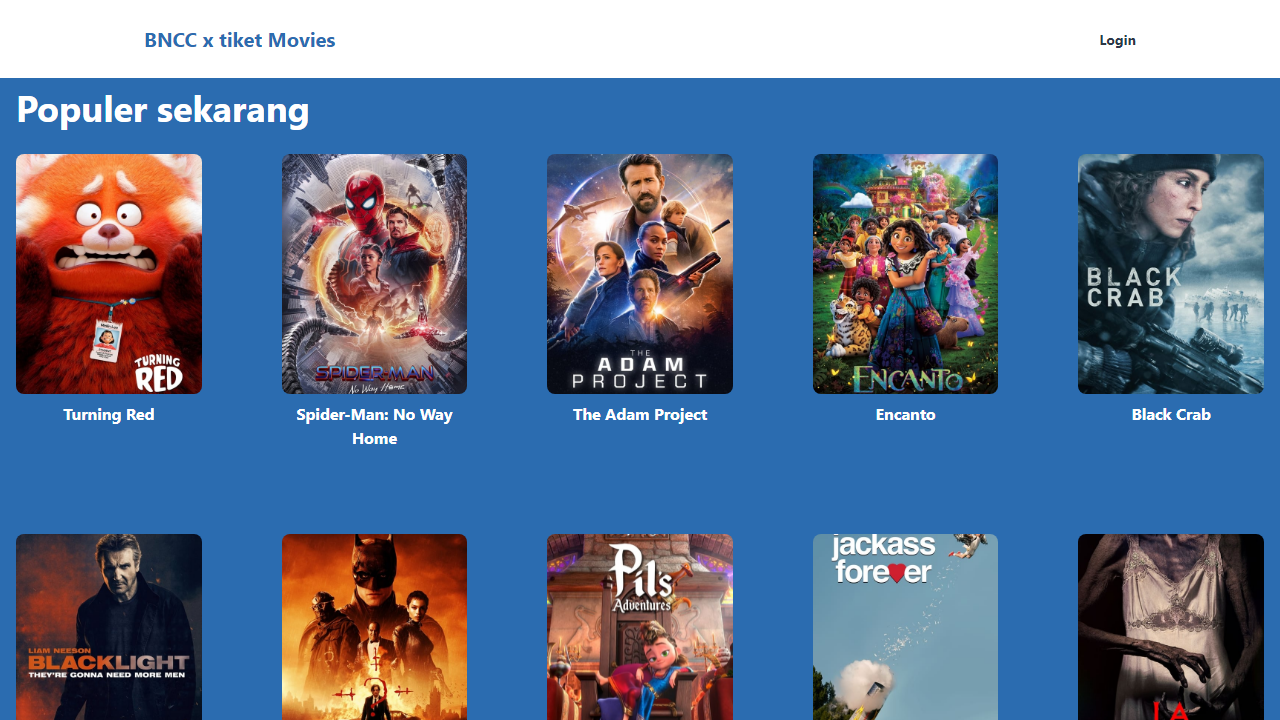 BNCC x tiket Movies
Login
Populer sekarang
TURNING
RED
SPIDER-MAN
No Way Home
THE
ADAM
PROJECT
ENCANTO
BLACK
CRAB
Turning Red
Spider-Man: No Way
Home
The Adam Project
Encanto
Black Crab
LIAM NEESON
BLACKLIGHT
THEY'RE GONNA NEED MORE MEN
Pil's
Adventures
jackass
forever
LA